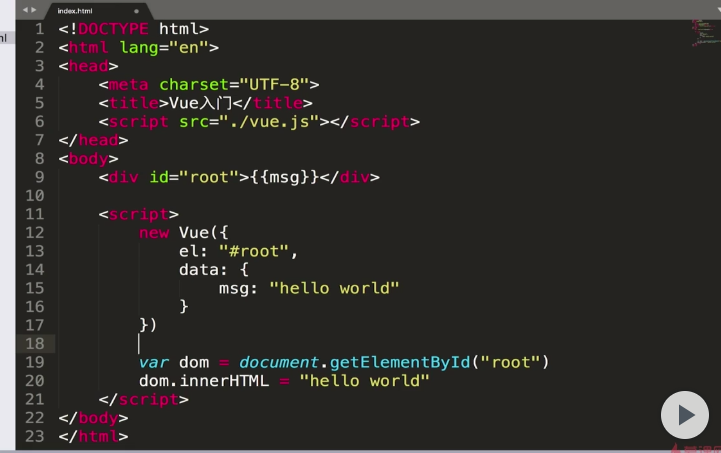 index.html
1 <!DOCTYPE html>
2 <html lang="en">
3 <head>
4     <meta charset="UTF-8">
5     <title>Vue入门</title>
6     <script src="./vue.js"></script>
7 </head>
8 <body>
9     <div id="root">{{msg}}</div>
10
11     <script>
12         new Vue({
13             el: "#root",
14             data: {
15                 msg: "hello world"
16             }
17         })
18
19         var dom = document.getElementById("root")
20         dom.innerHTML = "hello world"
21     </script>
22 </body>
23 </html>